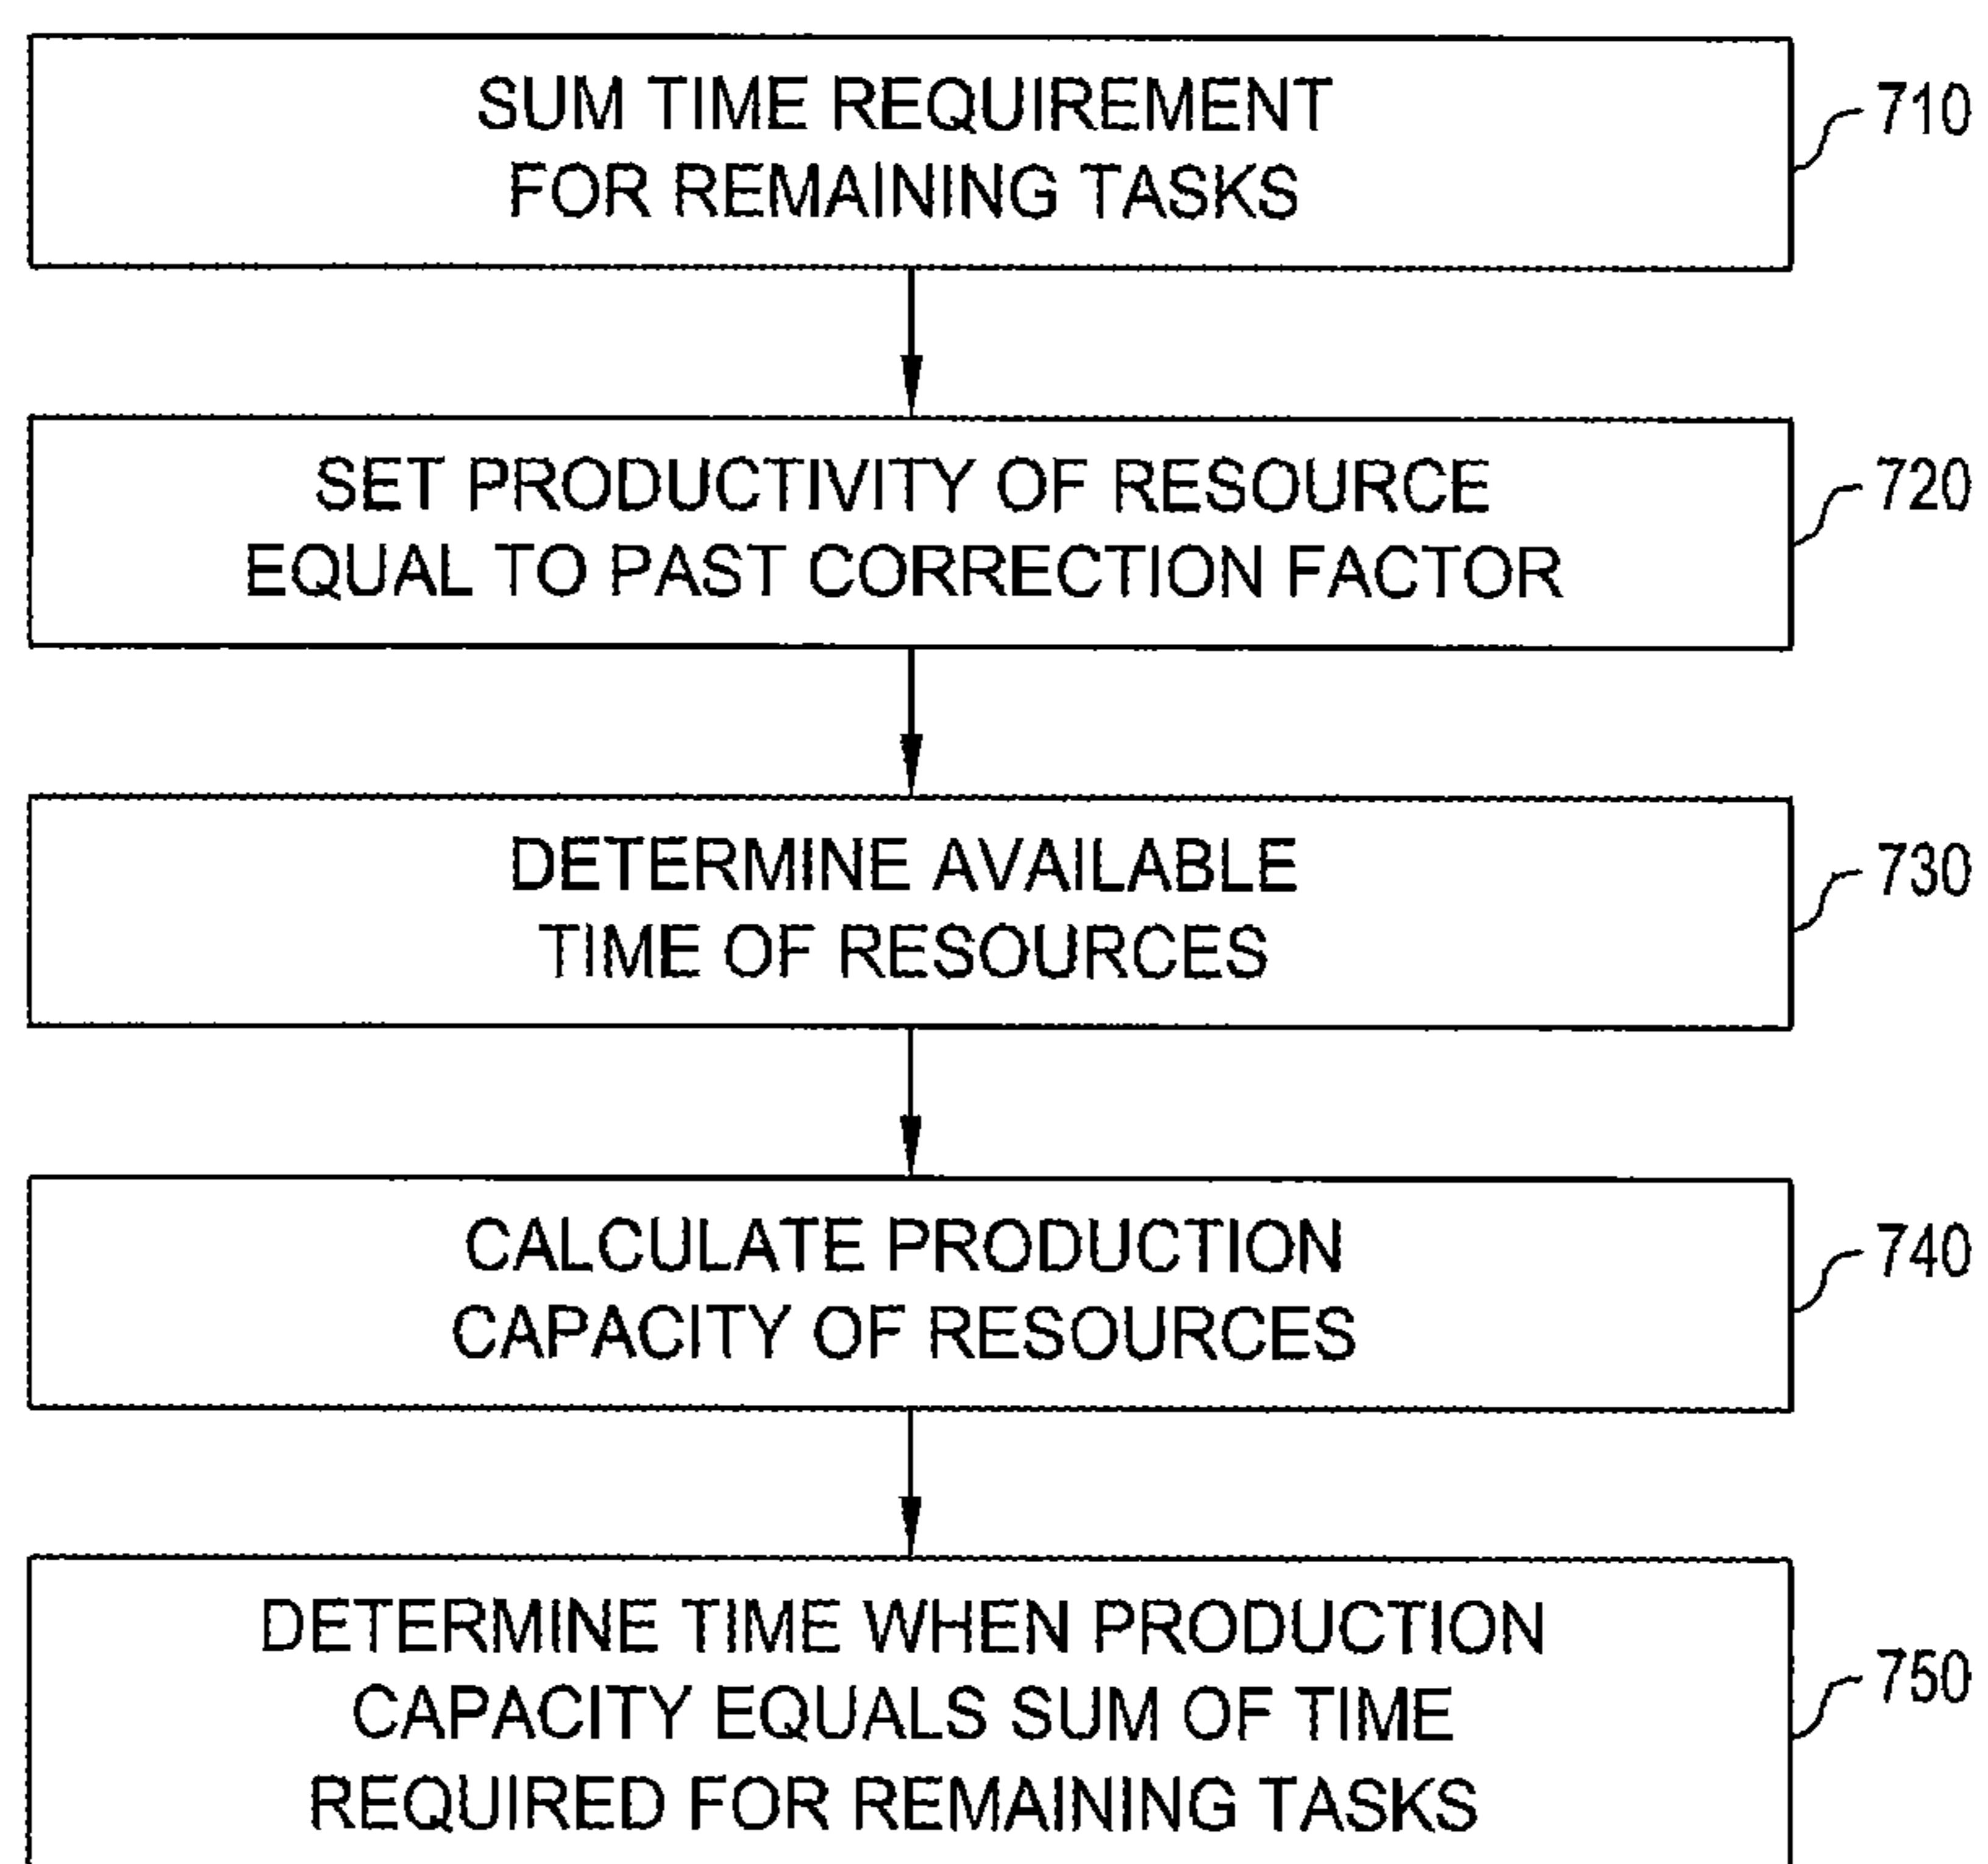 SUM TIME REQUIREMENT
FOR REMAINING TASKS
710
SET PRODUCTIVITY OF RESOURCE
EQUAL TO PAST CORRECTION FACTOR
720
DETERMINE AVAILABLE
TIME OF RESOURCES
730
CALCULATE PRODUCTION
CAPACITY OF RESOURCES
740
DETERMINE TIME WHEN PRODUCTION
CAPACITY EQUALS SUM OF TIME
REQUIRED FOR REMAINING TASKS
750